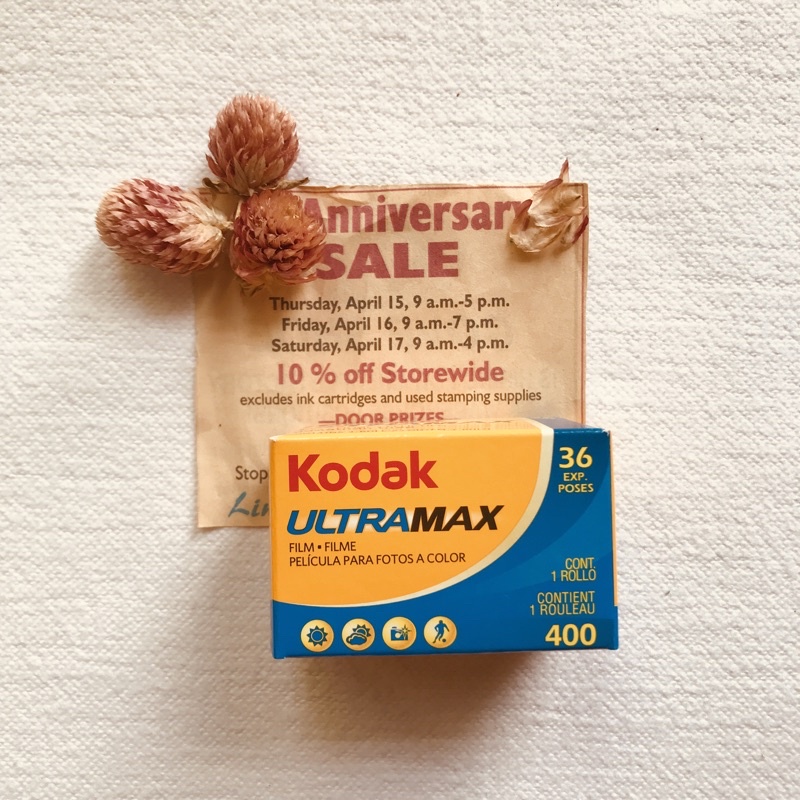 Anniversary
SALE
Thursday, April 15, 9 a.m.-5 p.m.
Friday, April 16, 9 a.m.-7 p.m.
Saturday, April 17, 9 a.m.-4 p.m.
10 % off Storewide
excludes ink cartridges and used stamping supplies
—DOOR PRIZES
Stop
Kodak
36
EXP.
POSES
ULTRAMAX
FILM • FILME
PELÍCULA PARA FOTOS A COLOR
CONT.
1 ROLLO
CONTIENT
1 ROULEAU
400